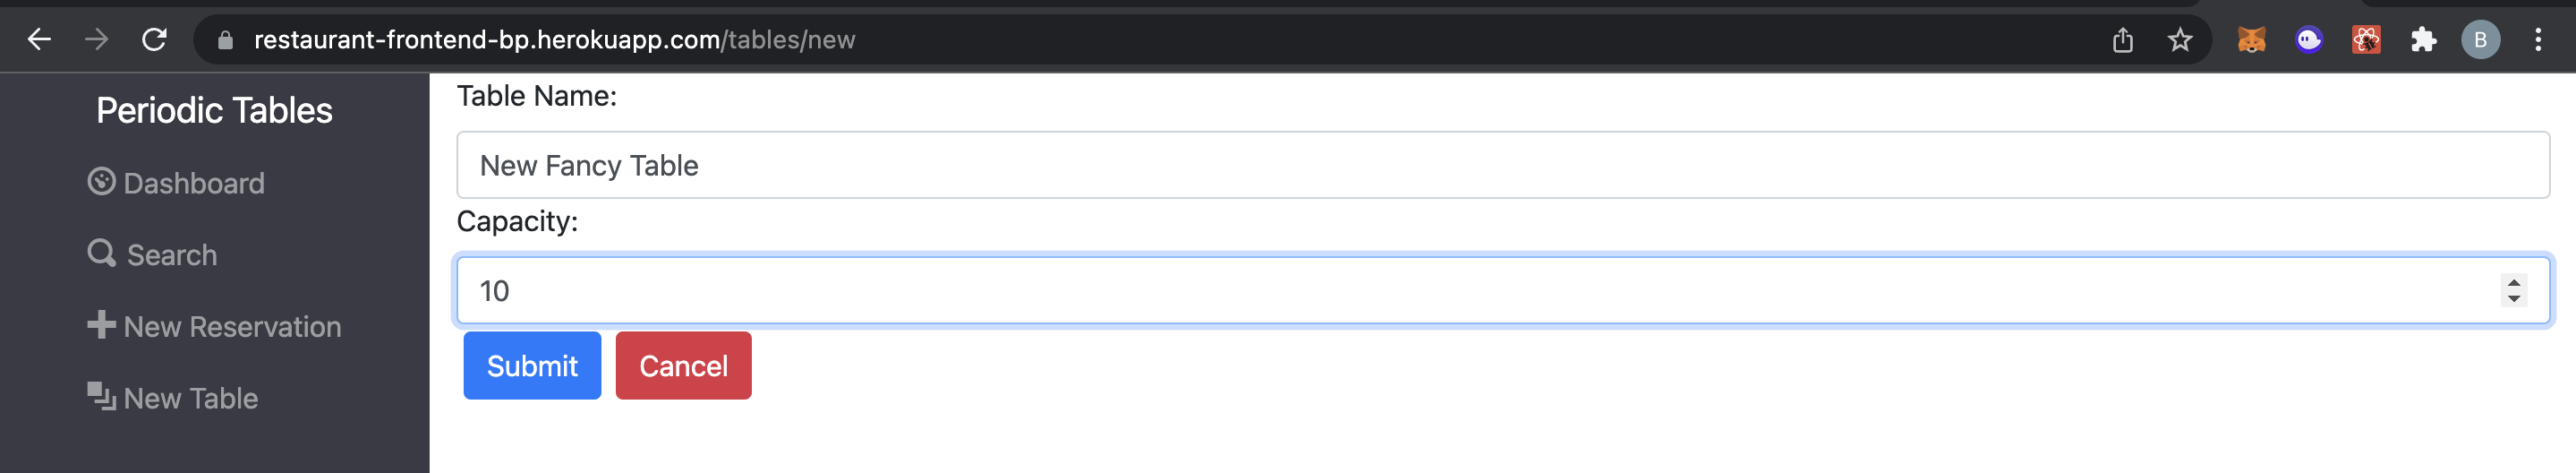 restaurant-frontend-bp.herokuapp.com/tables/new
B
Periodic Tables
Dashboard
Search
New Reservation
New Table
Table Name:
New Fancy Table
Capacity:
10
Submit Cancel